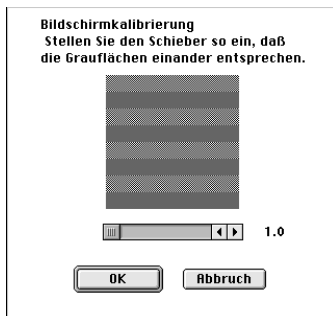 Bildschirmkalibrierung
Stellen Sie den Schieber so ein, daß
die Grauflächen einander entsprechen.
1.0
OK
Abbruch